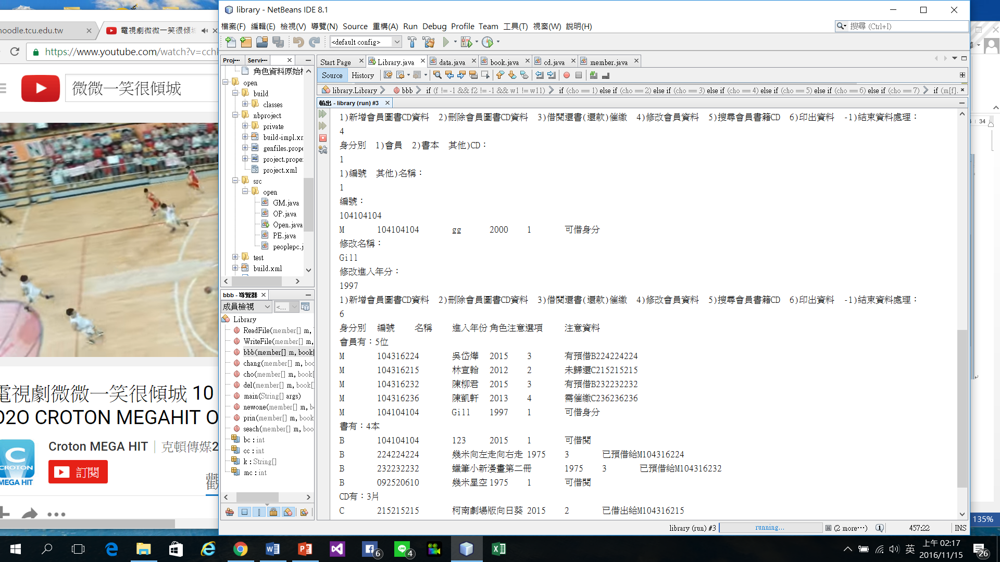 library - NetBeans IDE 8.1
檔案(F) 編輯(E) 檢視(V) 導覽(N) Source 重構(A) Run Debug Profile Team 工具(T) 視窗(W) 說明(H)
搜尋 (Ctrl+I)
<default config>
oodle.tcu.edu.tw
電視劇微微一笑很傾城
https://www.youtube.com/watch?v=cch
微微一笑很傾城
電視劇微微一笑很傾城 10
O2O CROTON MEGAHIT O
Croton MEGA HIT
克頓傳媒2
CROTON
MEGA HIT
訂閱
觀
Proj...
Servi...
角色資料原始檔
open
build
classes
nbproject
private
build-impl.xm
genfiles.prope
project.proper
project.xml
src
open
GM.java
OP.java
Open.java
PE.java
peoplepc.j
test
build.xml
bbb - 導覽器
成員檢視
<...
Library
ReadFile(member[] m,
WriteFile(member[] m,
bbb(member[] m, book[
chang(member[] m, boo
cho(member[] m, book[
del(member[] m, book[]
main(String[] args)
newone(member[] m, b
prin(member[] m, book
seach(member[] m, boo
bc : int
cc : int
k : String[]
mc : int
Start Page
Library.java
data.java
book.java
cd.java
member.java
Source
History
library.Library
bbb
if (f != -1 && f2 != -1 && w1 != w11)
if (cho == 1) else if (cho == 2) else if (cho == 3) else if (cho == 4) else if (cho == 5) else if (cho == 6) else if (cho == 7)
if (m[f].
輸出 - library (run) #3
1)新增會員圖書CD資料 2)刪除會員圖書CD資料 3)借閱還書(還款)催繳 4)修改會員資料 5)搜尋會員書籍CD 6)印出資料 -1)結束資料處理：
4
身分別 1)會員 2)書本 其他)CD：
1
1)編號 其他)名稱：
1
編號：
104104104
M 104104104 gg 2000 1 可借身分
修改名稱：
Gill
修改進入年分：
1997
1)新增會員圖書CD資料 2)刪除會員圖書CD資料 3)借閱還書(還款)催繳 4)修改會員資料 5)搜尋會員書籍CD 6)印出資料 -1)結束資料處理：
6
身分別 編號 名稱 進入年份 角色注意選項 注意資料
會員有：5位
M 104316224 吳岱燁 2015 3 有預借B224224224
M 104316215 林宣翰 2012 2 未歸還C215215215
M 104316232 陳柳君 2015 3 有預借B232232232
M 104316236 陳凱軒 2013 4 需催繳C236236236
M 104104104 Gill 1997 1 可借身分
書有：4本
B 104104104 123 2015 1 可借閱
B 224224224 幾米向左走向右走 1975 3 已預借給M104316224
B 232232232 蠟筆小新漫畫第二冊 1975 3 已預借給M104316232
B 092520610 幾米星空 1975 1 可借閱
CD有：3片
C 215215215 柯南劇場版向日葵 2015 2 已借出給M104316215
library (run) #3
running...
(2 more...)
457:22
INS
34
135%
6
4
英
上午 02:17
2016/11/15
26